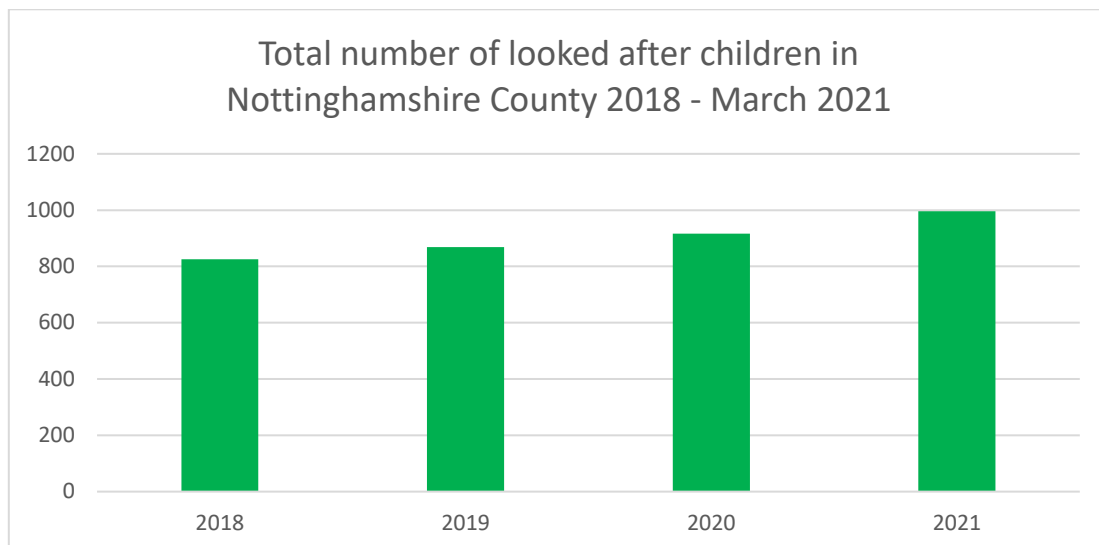 Total number of looked after children in
Nottinghamshire County 2018 - March 2021
1200
1000
800
600
400
200
0
2018 2019 2020 2021